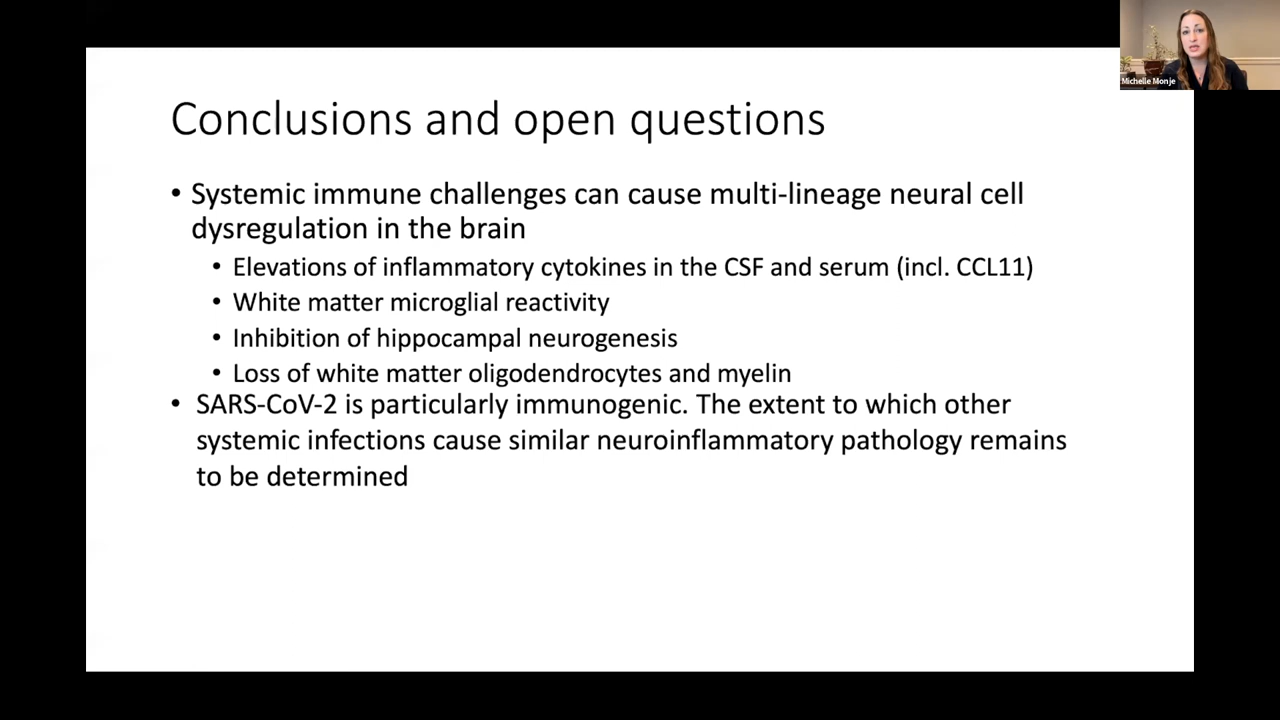 Michelle Monje
Conclusions and open questions
• Systemic immune challenges can cause multi-lineage neural cell
dysregulation in the brain
• Elevations of inflammatory cytokines in the CSF and serum (incl. CCL11)
• White matter microglial reactivity
• Inhibition of hippocampal neurogenesis
• Loss of white matter oligodendrocytes and myelin
• SARS-CoV-2 is particularly immunogenic. The extent to which other
systemic infections cause similar neuroinflammatory pathology remains
to be determined